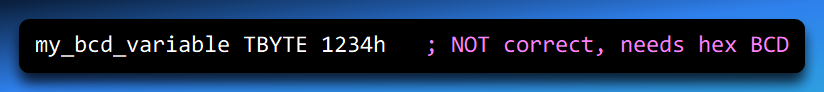 my_bcd_variable TBYTE 1234h   ; NOT correct, needs hex BCD